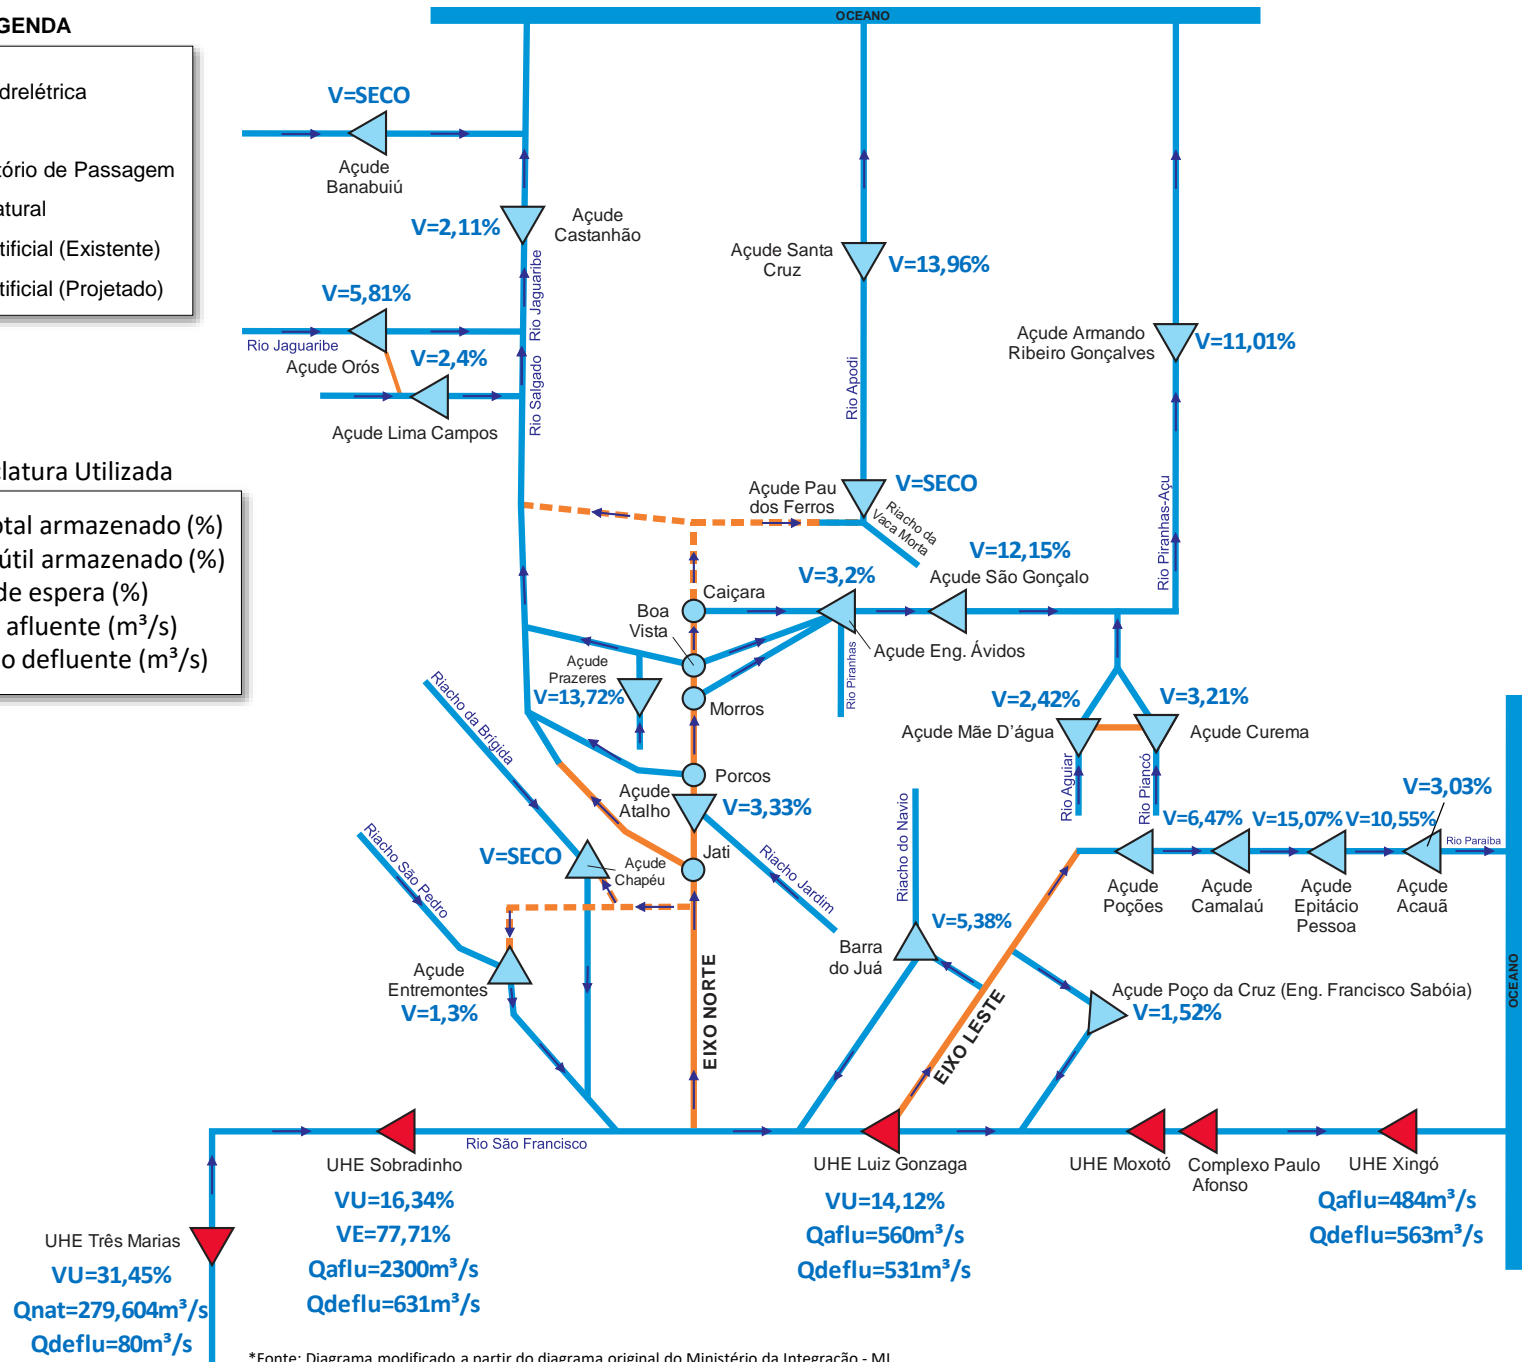 GENDA
drelétrica
tório de Passagem
atural
tificial (Existente)
tificial (Projetado)
clatura Utilizada
otal armazenado (%)
útil armazenado (%)
de espera (%)
afluente (m³/s)
o defluente (m³/s)
OCEANO
V=SECO
Açude
Banabuiú
V=2,11%
Açude
Castanhão
Rio Jaguaribe
V=5,81%
Rio Jaguaribe
Açude Orós
V=2,4%
Açude Lima Campos
Rio Salgado
Açude Santa
Cruz
V=13,96%
Rio Apodi
Açude Armando
Ribeiro Gonçalves
V=11,01%
Rio Piranhas-Açu
Açude Pau
dos Ferros
V=SECO
Riacho da
Vaca Morta
V=12,15%
Açude São Gonçalo
V=3,2%
Açude Eng. Ávidos
Rio Piranhas
Caiçara
Boa
Vista
Morros
Açude
Prazeres
V=13,72%
Porcos
Açude
Atalho
V=3,33%
Jati
Riacho Jardim
Riacho da Brígida
Riacho São Pedro
V=SECO
Açude
Chapéu
Açude
Entremontes
V=1,3%
EIXO NORTE
V=2,42%
Açude Mãe D'água
V=3,21%
Açude Curema
Rio Aguiar
Rio Piancó
V=3,03%
V=6,47%
V=15,07%
V=10,55%
Rio Paraíba
Açude
Poções
Açude
Camalaú
Açude
Epitácio
Pessoa
Açude
Acauã
Riacho do Navio
V=5,38%
Barra
do Juá
Açude Poço da Cruz (Eng. Francisco Sabóia)
V=1,52%
EIXO LESTE
OCEANO
Rio São Francisco
UHE Sobradinho
VU=16,34%
VE=77,71%
Qaflu=2300m³/s
Qdeflu=631m³/s
UHE Luiz Gonzaga
VU=14,12%
Qaflu=560m³/s
Qdeflu=531m³/s
UHE Moxotó
Complexo Paulo
Afonso
UHE Xingó
Qaflu=484m³/s
Qdeflu=563m³/s
UHE Três Marias
VU=31,45%
Qnat=279,604m³/s
Qdeflu=80m³/s
*Fonte: Diagrama modificado a partir do diagrama original do Ministério da Integração - MI